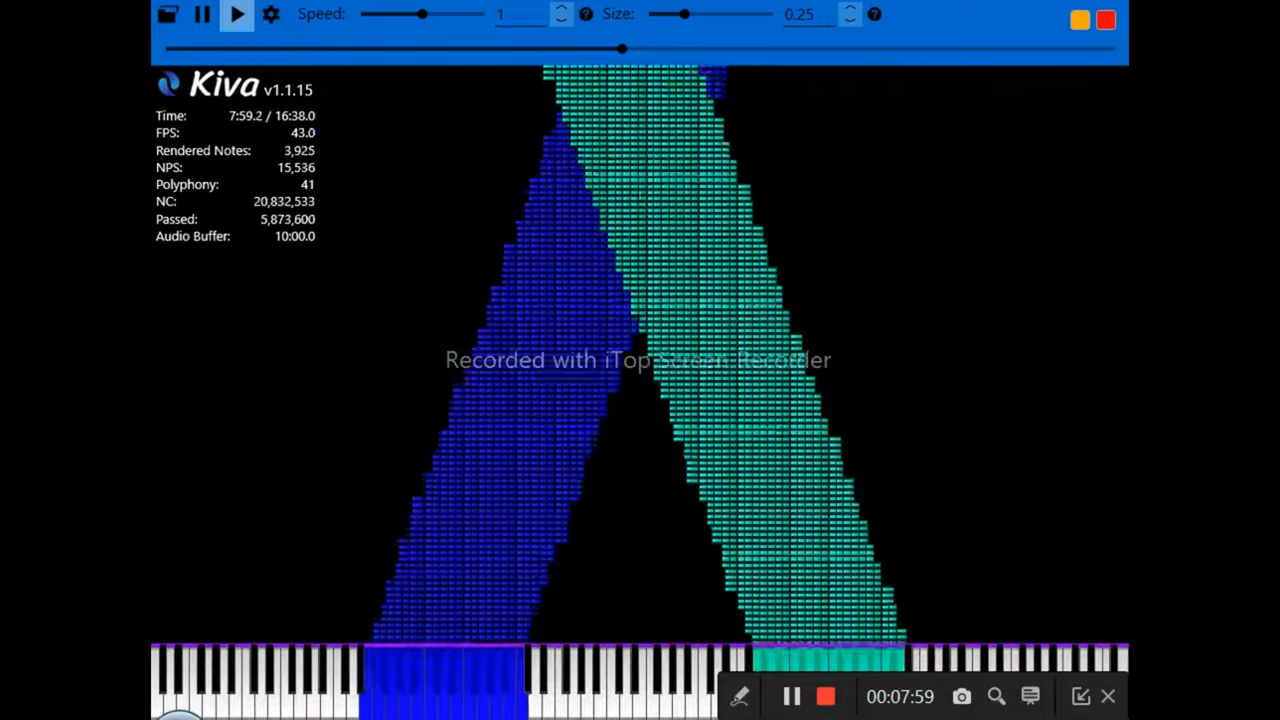 Speed: 1 Size: 0.25
Kiva v1.1.15
Time: 7:59.2 / 16:38.0
FPS: 43.0
Rendered Notes: 3,925
NPS: 15,536
Polyphony: 41
NC: 20,832,533
Passed: 5,873,600
Audio Buffer: 10:00.0
Recorded with iTop Screen Recorder
00:07:59